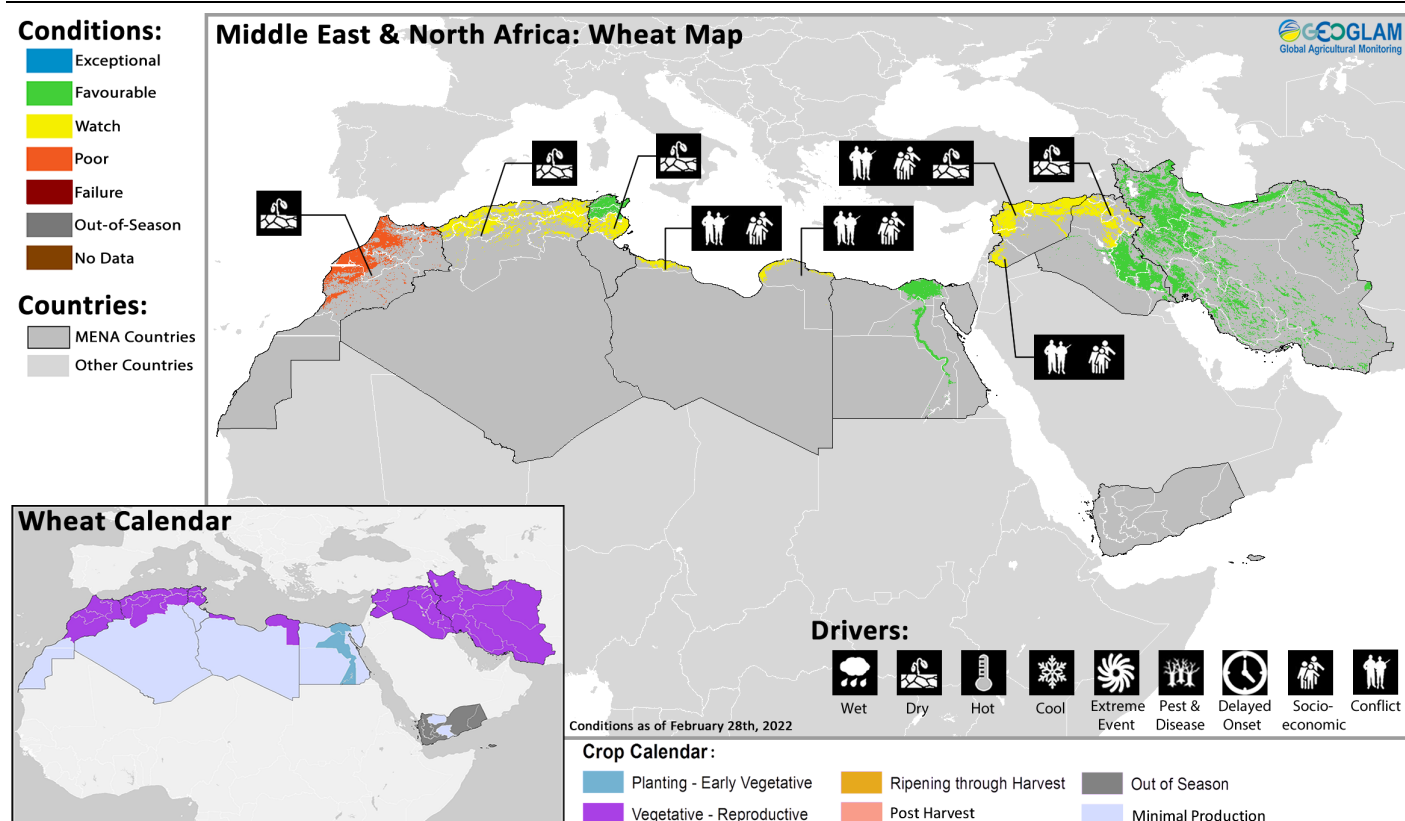 Conditions:
Exceptional
Favourable
Watch
Poor
Failure
Out-of-Season
No Data
Countries:
MENA Countries
Other Countries
Middle East & North Africa: Wheat Map
GEOGLAM
Global Agricultural Monitoring
Wheat Calendar
Drivers:
Wet
Dry
Hot
Cool
Extreme
Event
Pest &
Disease
Delayed
Onset
Socio-
economic
Conflict
Conditions as of February 28th, 2022
Crop Calendar:
Planting - Early Vegetative
Ripening through Harvest
Out of Season
Vegetative - Reproductive
Post Harvest
Minimal Production